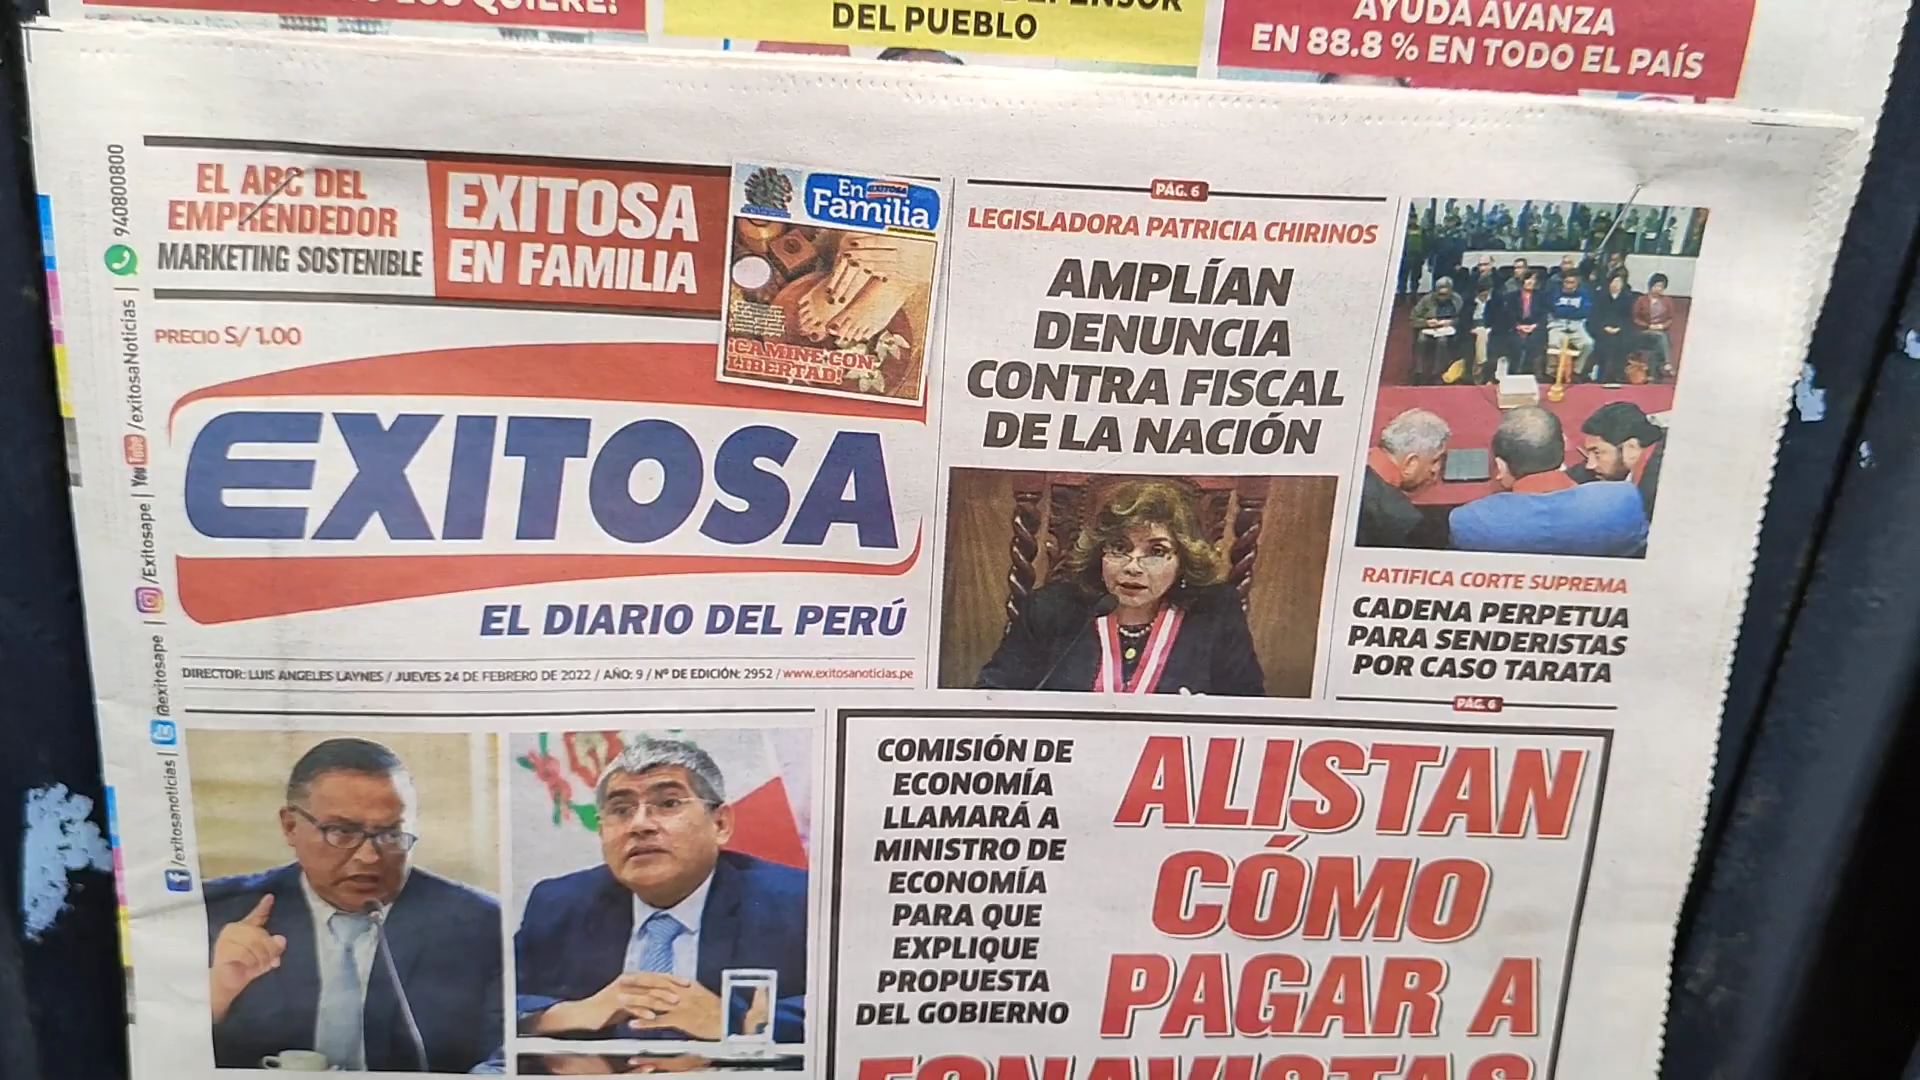 QUIERE!
DEL PUEBLO
AYUDA AVANZA
EN 88.8 % EN TODO EL PAÍS
EL ABC DEL
EMPRENDEDOR
MARKETING SOSTENIBLE
EXITOSA
EN FAMILIA
En EXITOSA
Familia
¡CAMINE CON
LIBERTAD!
PRECIO S/ 1.00
EXITOSA
EL DIARIO DEL PERÚ
DIRECTOR: LUIS ANGELES LAYNES / JUEVES 24 DE FEBRERO DE 2022 / AÑO: 9 / Nº DE EDICIÓN: 2952 / www.exitosanoticias.pe
/exitosanoticias | @exitosape | /Exitosape | YouTube /exitosaNoticias | 940800800
PÁG. 6
LEGISLADORA PATRICIA CHIRINOS
AMPLÍAN
DENUNCIA
CONTRA FISCAL
DE LA NACIÓN
RATIFICA CORTE SUPREMA
CADENA PERPETUA
PARA SENDERISTAS
POR CASO TARATA
PÁG. 6
COMISIÓN DE
ECONOMÍA
LLAMARÁ A
MINISTRO DE
ECONOMÍA
PARA QUE
EXPLIQUE
PROPUESTA
DEL GOBIERNO
ALISTAN
CÓMO
PAGAR A
FONAVISTAS